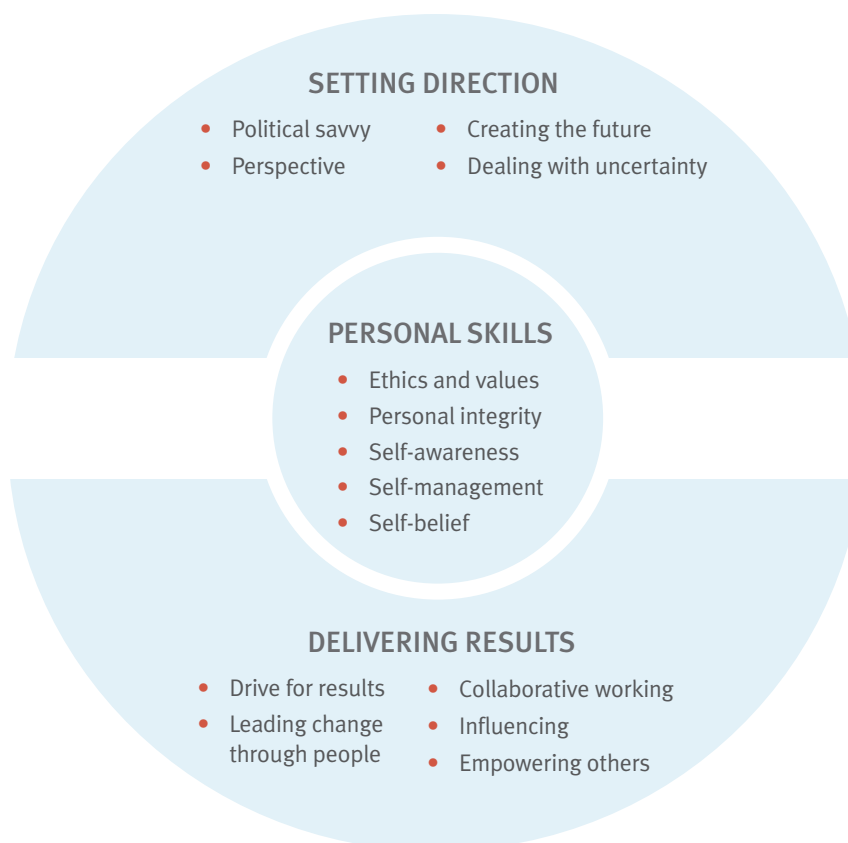 SETTING DIRECTION
• Political savvy
• Perspective
• Creating the future
• Dealing with uncertainty
PERSONAL SKILLS
• Ethics and values
• Personal integrity
• Self-awareness
• Self-management
• Self-belief
DELIVERING RESULTS
• Drive for results
• Leading change
through people
• Collaborative working
• Influencing
• Empowering others